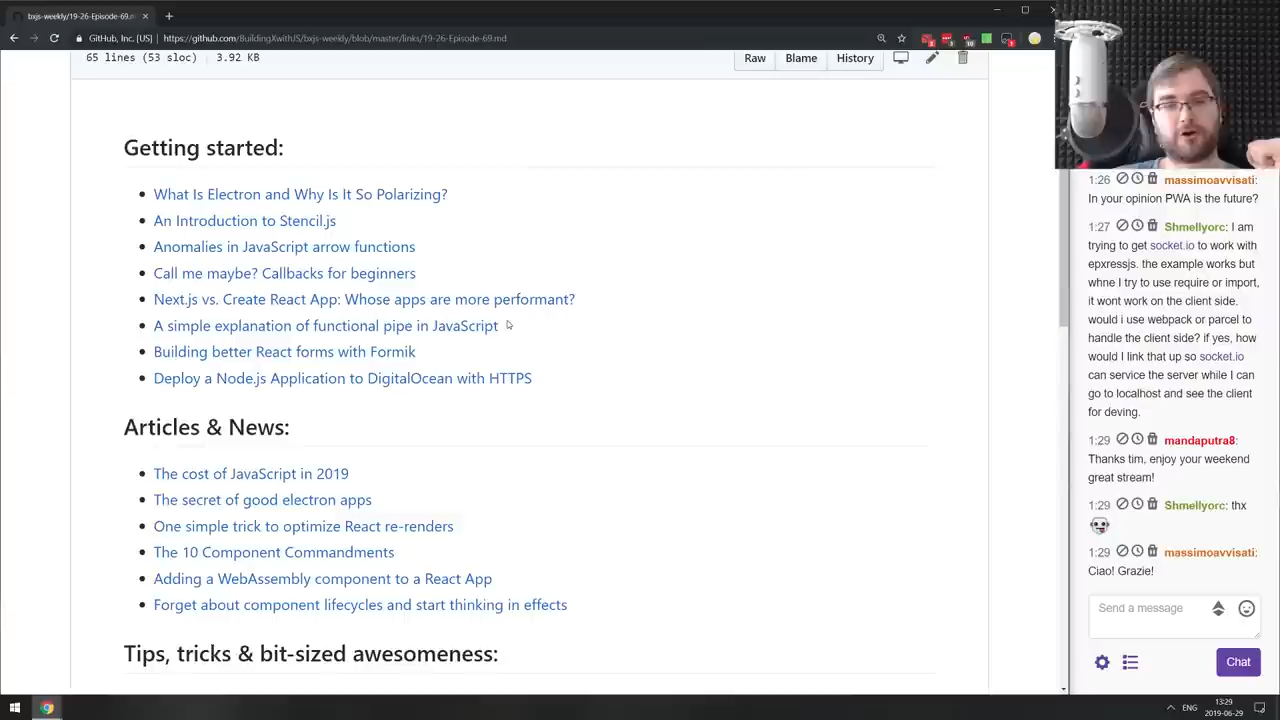 bxjs-weekly/19-26-Episode-69.md
GitHub, Inc. [US]
https://github.com/BuildingXwithJS/bxjs-weekly/blob/master/links/19-26-Episode-69.md
65 lines (53 sloc) 3.92 KB
Raw Blame History
Getting started:
What Is Electron and Why Is It So Polarizing?
An Introduction to Stencil.js
Anomalies in JavaScript arrow functions
Call me maybe? Callbacks for beginners
Next.js vs. Create React App: Whose apps are more performant?
A simple explanation of functional pipe in JavaScript
Building better React forms with Formik
Deploy a Node.js Application to DigitalOcean with HTTPS
Articles & News:
The cost of JavaScript in 2019
The secret of good electron apps
One simple trick to optimize React re-renders
The 10 Component Commandments
Adding a WebAssembly component to a React App
Forget about component lifecycles and start thinking in effects
Tips, tricks & bit-sized awesomeness:
1:26 massimoavvisati:
In your opinion PWA is the future?
1:27 Shmellyorc: I am
trying to get socket.io to work with
epxressjs. the example works but
whne I try to use require or import,
it wont work on the client side.
would i use webpack or parcel to
handle the client side? if yes, how
would I link that up so socket.io
can service the server while I can
go to localhost and see the client
for deving.
1:29 mandaputra8:
Thanks tim, enjoy your weekend
great stream!
1:29 Shmellyorc: thx
1:29 massimoavvisati:
Ciao! Grazie!
Send a message
Chat
ENG
13:29
2019-06-29